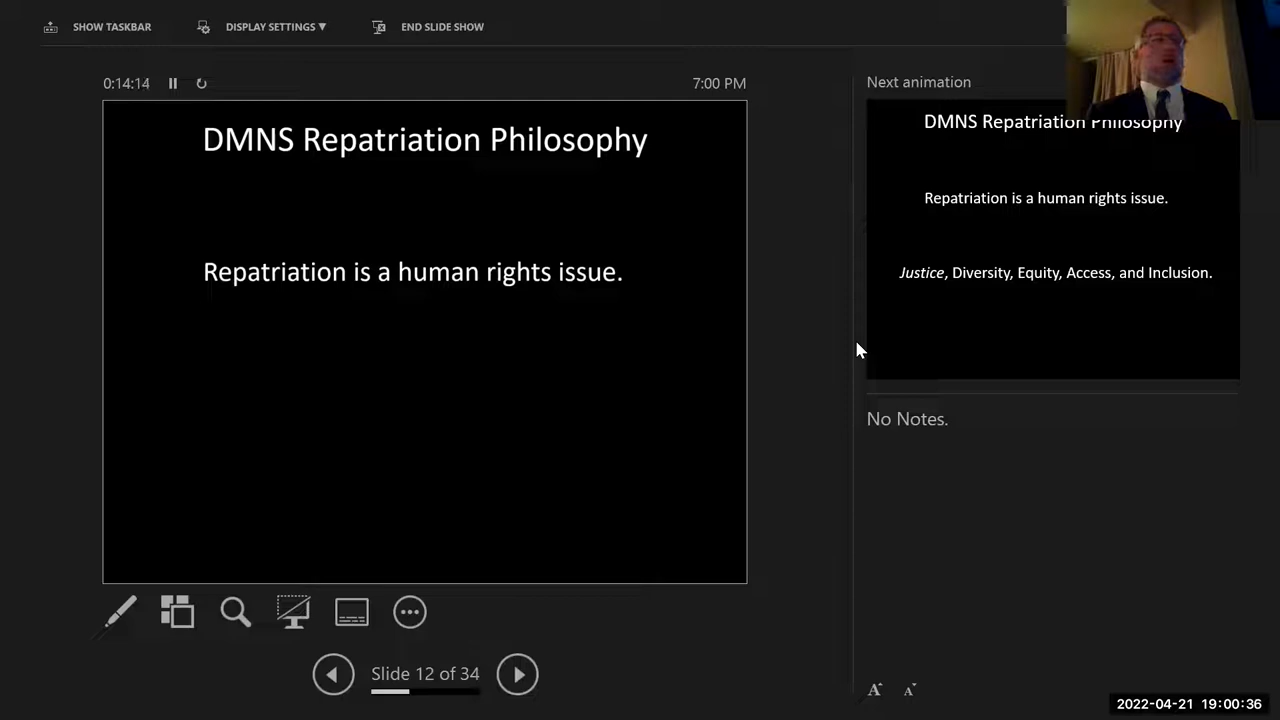 SHOW TASKBAR
DISPLAY SETTINGS ▼
END SLIDE SHOW
0:14:14
7:00 PM
DMNS Repatriation Philosophy
Repatriation is a human rights issue.
Next animation
DMNS Repatriation Philosophy
Repatriation is a human rights issue.
Justice, Diversity, Equity, Access, and Inclusion.
No Notes.
Slide 12 of 34
A A
2022-04-21 19:00:36